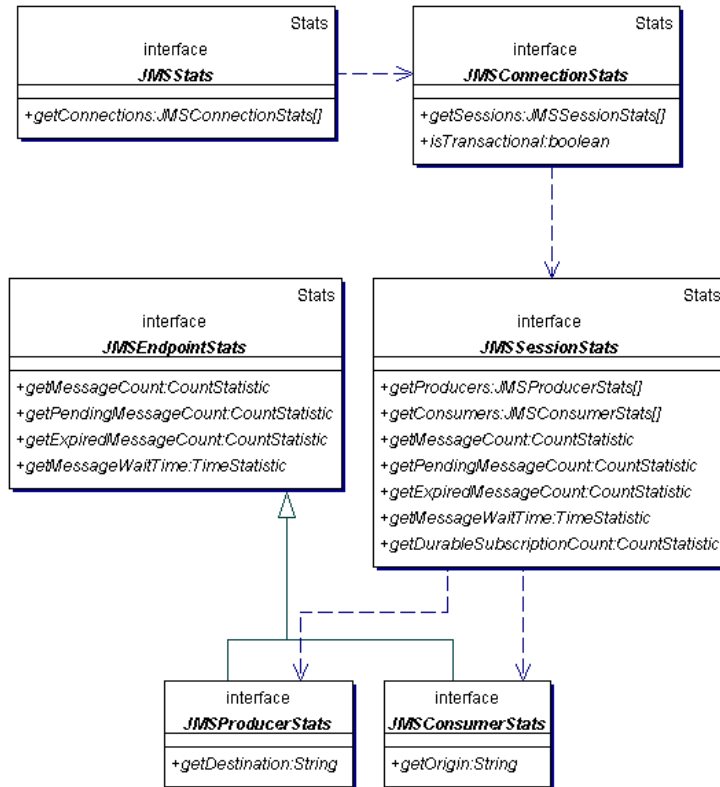 Stats
interface
JMSStats
+getConnections:JMSConnectionStats[]
Stats
interface
JMSConnectionStats
+getSessions:JMSSessionStats[]
+isTransactional:boolean
Stats
interface
JMSEndpointStats
+getMessageCount:CountStatistic
+getPendingMessageCount:CountStatistic
+getExpiredMessageCount:CountStatistic
+getMessageWaitTime:TimeStatistic
Stats
interface
JMSSessionStats
+getProducers:JMSProducerStats[]
+getConsumers:JMSConsumerStats[]
+getMessageCount:CountStatistic
+getPendingMessageCount:CountStatistic
+getExpiredMessageCount:CountStatistic
+getMessageWaitTime:TimeStatistic
+getDurableSubscriptionCount:CountStatistic
interface
JMSProducerStats
+getDestination:String
interface
JMSConsumerStats
+getOrigin:String